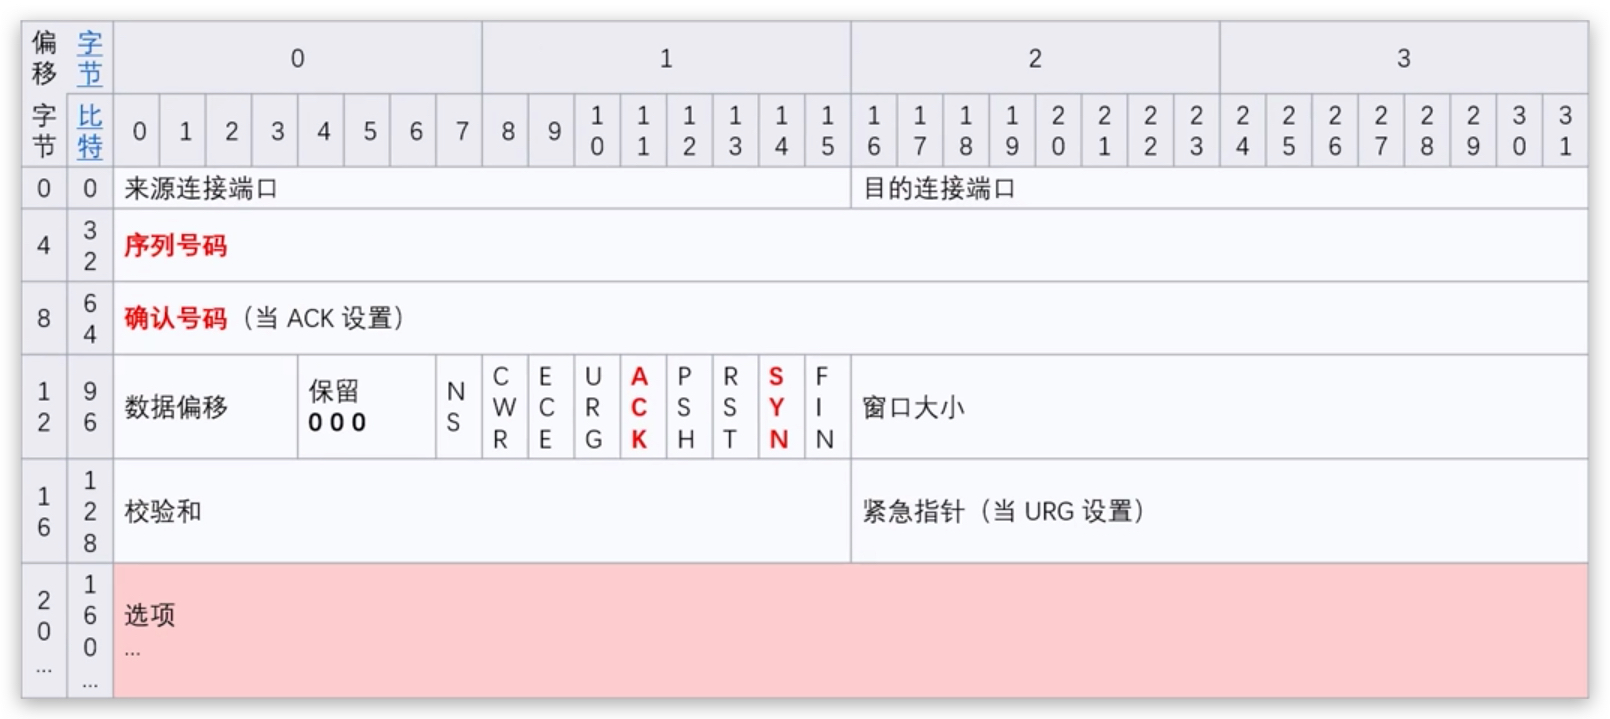 偏移 字节 0 1 2 3
字节 比特 0 1 2 3 4 5 6 7 8 9 10 11 12 13 14 15 16 17 18 19 20 21 22 23 24 25 26 27 28 29 30 31
0 0 来源连接端口 目的连接端口
4 32 序列号码
8 64 确认号码（当 ACK 设置）
12 96 数据偏移 保留 0 0 0 NS CWR ECE URG ACK PSH RST SYN FIN 窗口大小
16 128 校验和 紧急指针（当 URG 设置）
20 160 选项
... ... ...